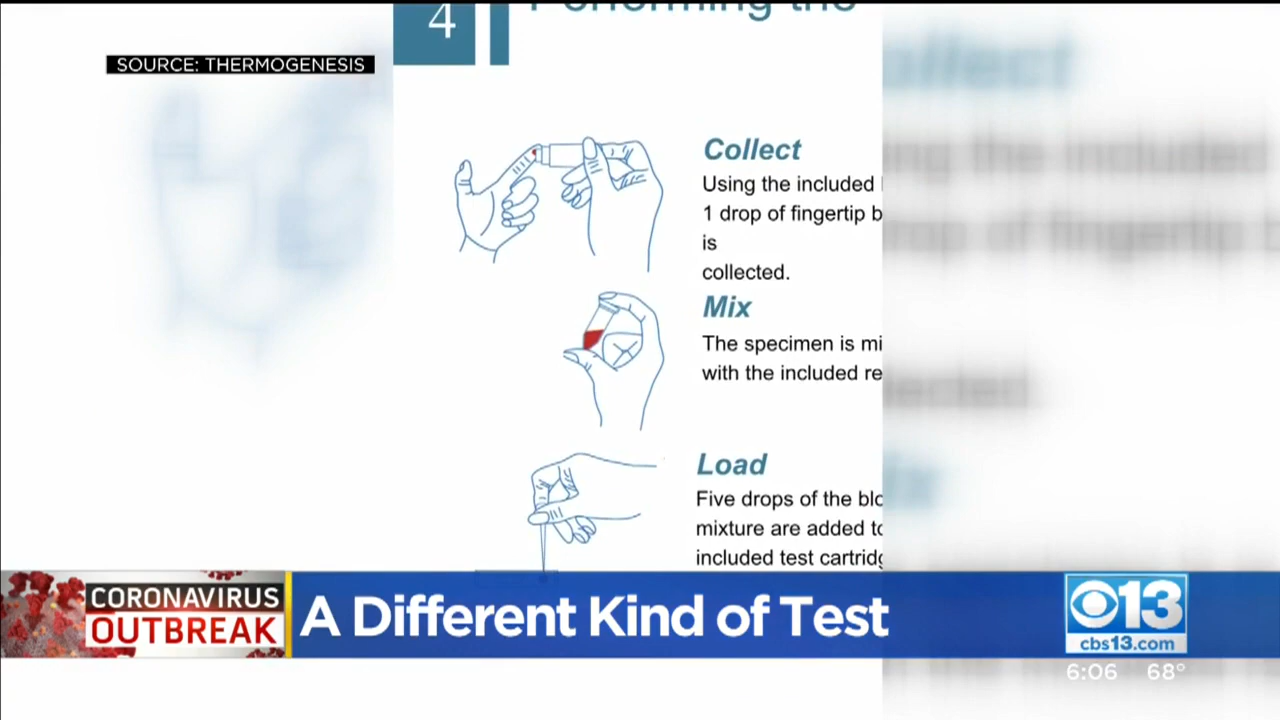 4
Performing the
SOURCE: THERMOGENESIS
Collect
Using the included
1 drop of fingertip b
is
collected.
Mix
The specimen is mi
with the included re
Load
Five drops of the blo
mixture are added to
included test cartridg
CORONAVIRUS
OUTBREAK
A Different Kind of Test
13
cbs13.com
6:06 68°